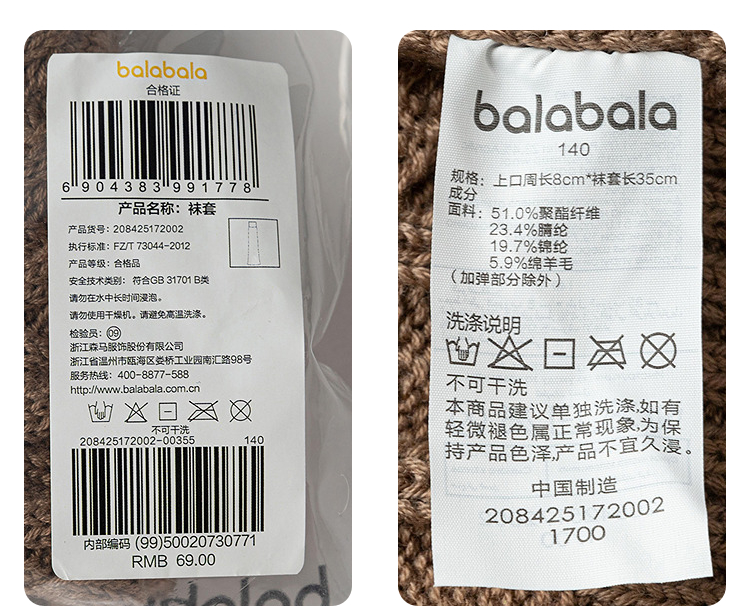 balabala
合格证
6 904383 991778
产品名称：袜套
产品货号：208425172002
执行标准：FZ/T 73044-2012
产品等级：合格品
安全技术类别： 符合GB 31701 B类
请勿在水中长时间浸泡。
请勿使用干燥机。请避免高温洗涤。
检验员：09
浙江森马服饰股份有限公司
浙江省温州市瓯海区娄桥工业园南汇路98号
服务热线：400-8877-588
http://www.balabala.com.cn
不可干洗
208425172002-00355 140
内部编码 (99)50020730771
RMB 69.00
balabala
balabala
140
规格：上口周长8cm*袜套长35cm
成分
面料：51.0%聚酯纤维
23.4%腈纶
19.7%锦纶
5.9%绵羊毛
（加弹部分除外）
洗涤说明
不可干洗
本商品建议单独洗涤,如有
轻微褪色属正常现象,为保
持产品色泽,产品不宜久浸。
中国制造
208425172002
1700